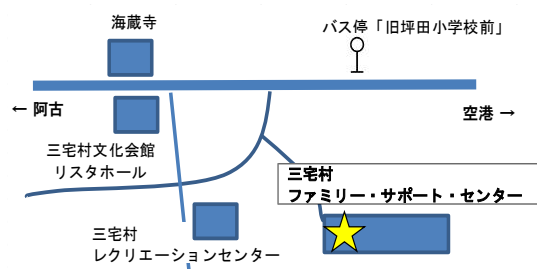 海蔵寺
バス停「旧坪田小学校前」
← 阿古
空港 →
三宅村文化会館
リスタホール
三宅村
ファミリー・サポート・センター
三宅村
レクリエーションセンター